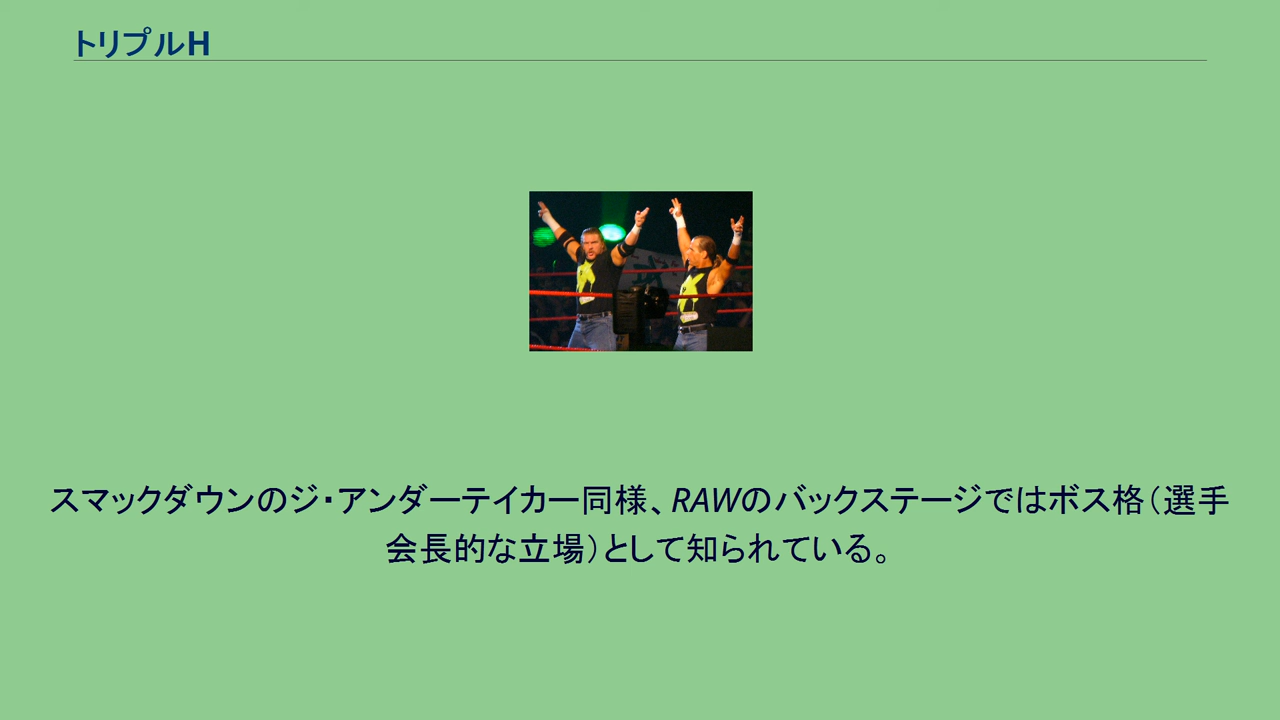 トリプルH
スマックダウンのジ・アンダーテイカー同様、RAWのバックステージではボス格（選手
会長的な立場）として知られている。